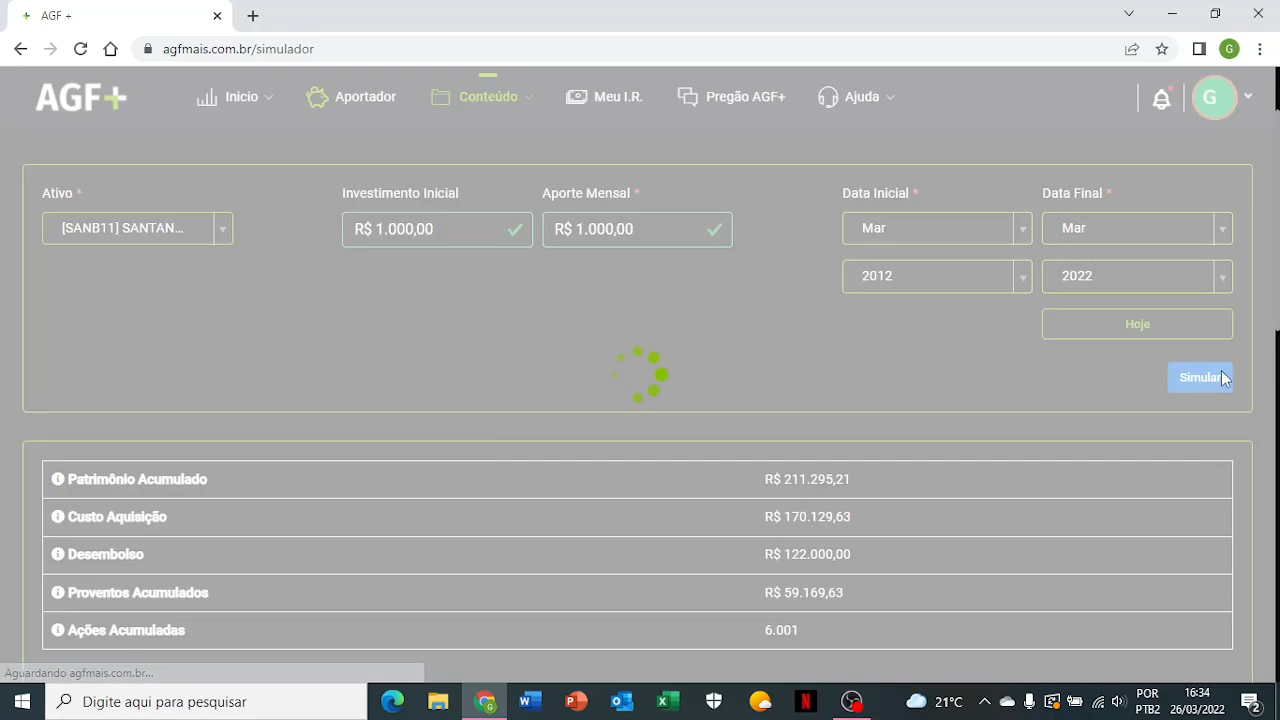 AGF +
agfmais.com.br/simulador
G
AGF+
Inicio
Aportador
Conteúdo
Meu I.R.
Pregão AGF+
Ajuda
G
Ativo *
Investimento Inicial
Aporte Mensal *
Data Inicial *
Data Final *
[SANB11] SANTAN...
R$ 1.000,00
R$ 1.000,00
Mar
Mar
2012
2022
Hoje
Simular
Patrimônio Acumulado
R$ 211.295,21
Custo Aquisição
R$ 170.129,63
Desembolso
R$ 122.000,00
Proventos Acumulados
R$ 59.169,63
Ações Acumuladas
6.001
Aguardando agfmais.com.br...
Digite aqui para pesquisar
21°C
POR
PTB2
16:34
26/03/2022
2